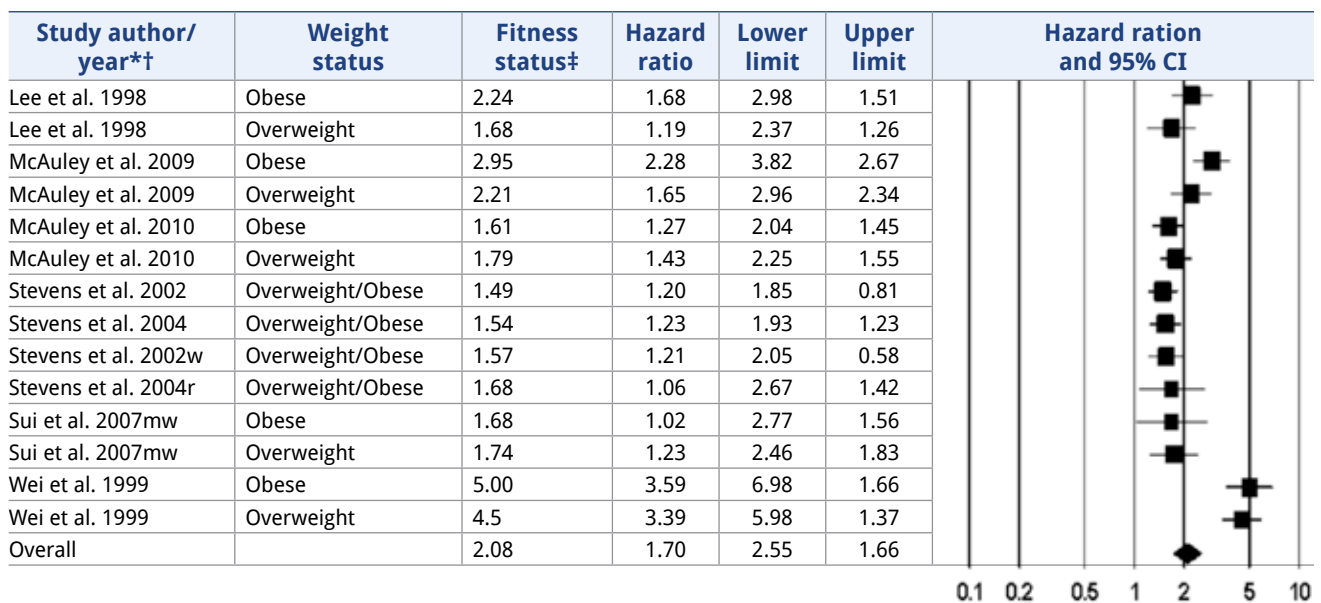 Study author/ year*† Weight status Fitness status‡ Hazard ratio Lower limit Upper limit Hazard ration and 95% CI
Lee et al. 1998 Obese 2.24 1.68 2.98 1.51
Lee et al. 1998 Overweight 1.68 1.19 2.37 1.26
McAuley et al. 2009 Obese 2.95 2.28 3.82 2.67
McAuley et al. 2009 Overweight 2.21 1.65 2.96 2.34
McAuley et al. 2010 Obese 1.61 1.27 2.04 1.45
McAuley et al. 2010 Overweight 1.79 1.43 2.25 1.55
Stevens et al. 2002 Overweight/Obese 1.49 1.20 1.85 0.81
Stevens et al. 2004 Overweight/Obese 1.54 1.23 1.93 1.23
Stevens et al. 2002w Overweight/Obese 1.57 1.21 2.05 0.58
Stevens et al. 2004r Overweight/Obese 1.68 1.06 2.67 1.42
Sui et al. 2007mw Obese 1.68 1.02 2.77 1.56
Sui et al. 2007mw Overweight 1.74 1.23 2.46 1.83
Wei et al. 1999 Obese 5.00 3.59 6.98 1.66
Wei et al. 1999 Overweight 4.5 3.39 5.98 1.37
Overall 2.08 1.70 2.55 1.66
0.1 0.2 0.5 1 2 5 10